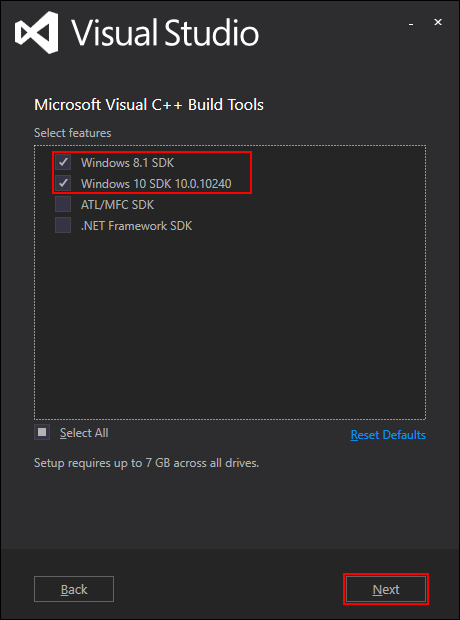 Visual Studio
Microsoft Visual C++ Build Tools
Select features
Windows 8.1 SDK
Windows 10 SDK 10.0.10240
ATL/MFC SDK
.NET Framework SDK
Select All
Reset Defaults
Setup requires up to 7 GB across all drives.
Back
Next